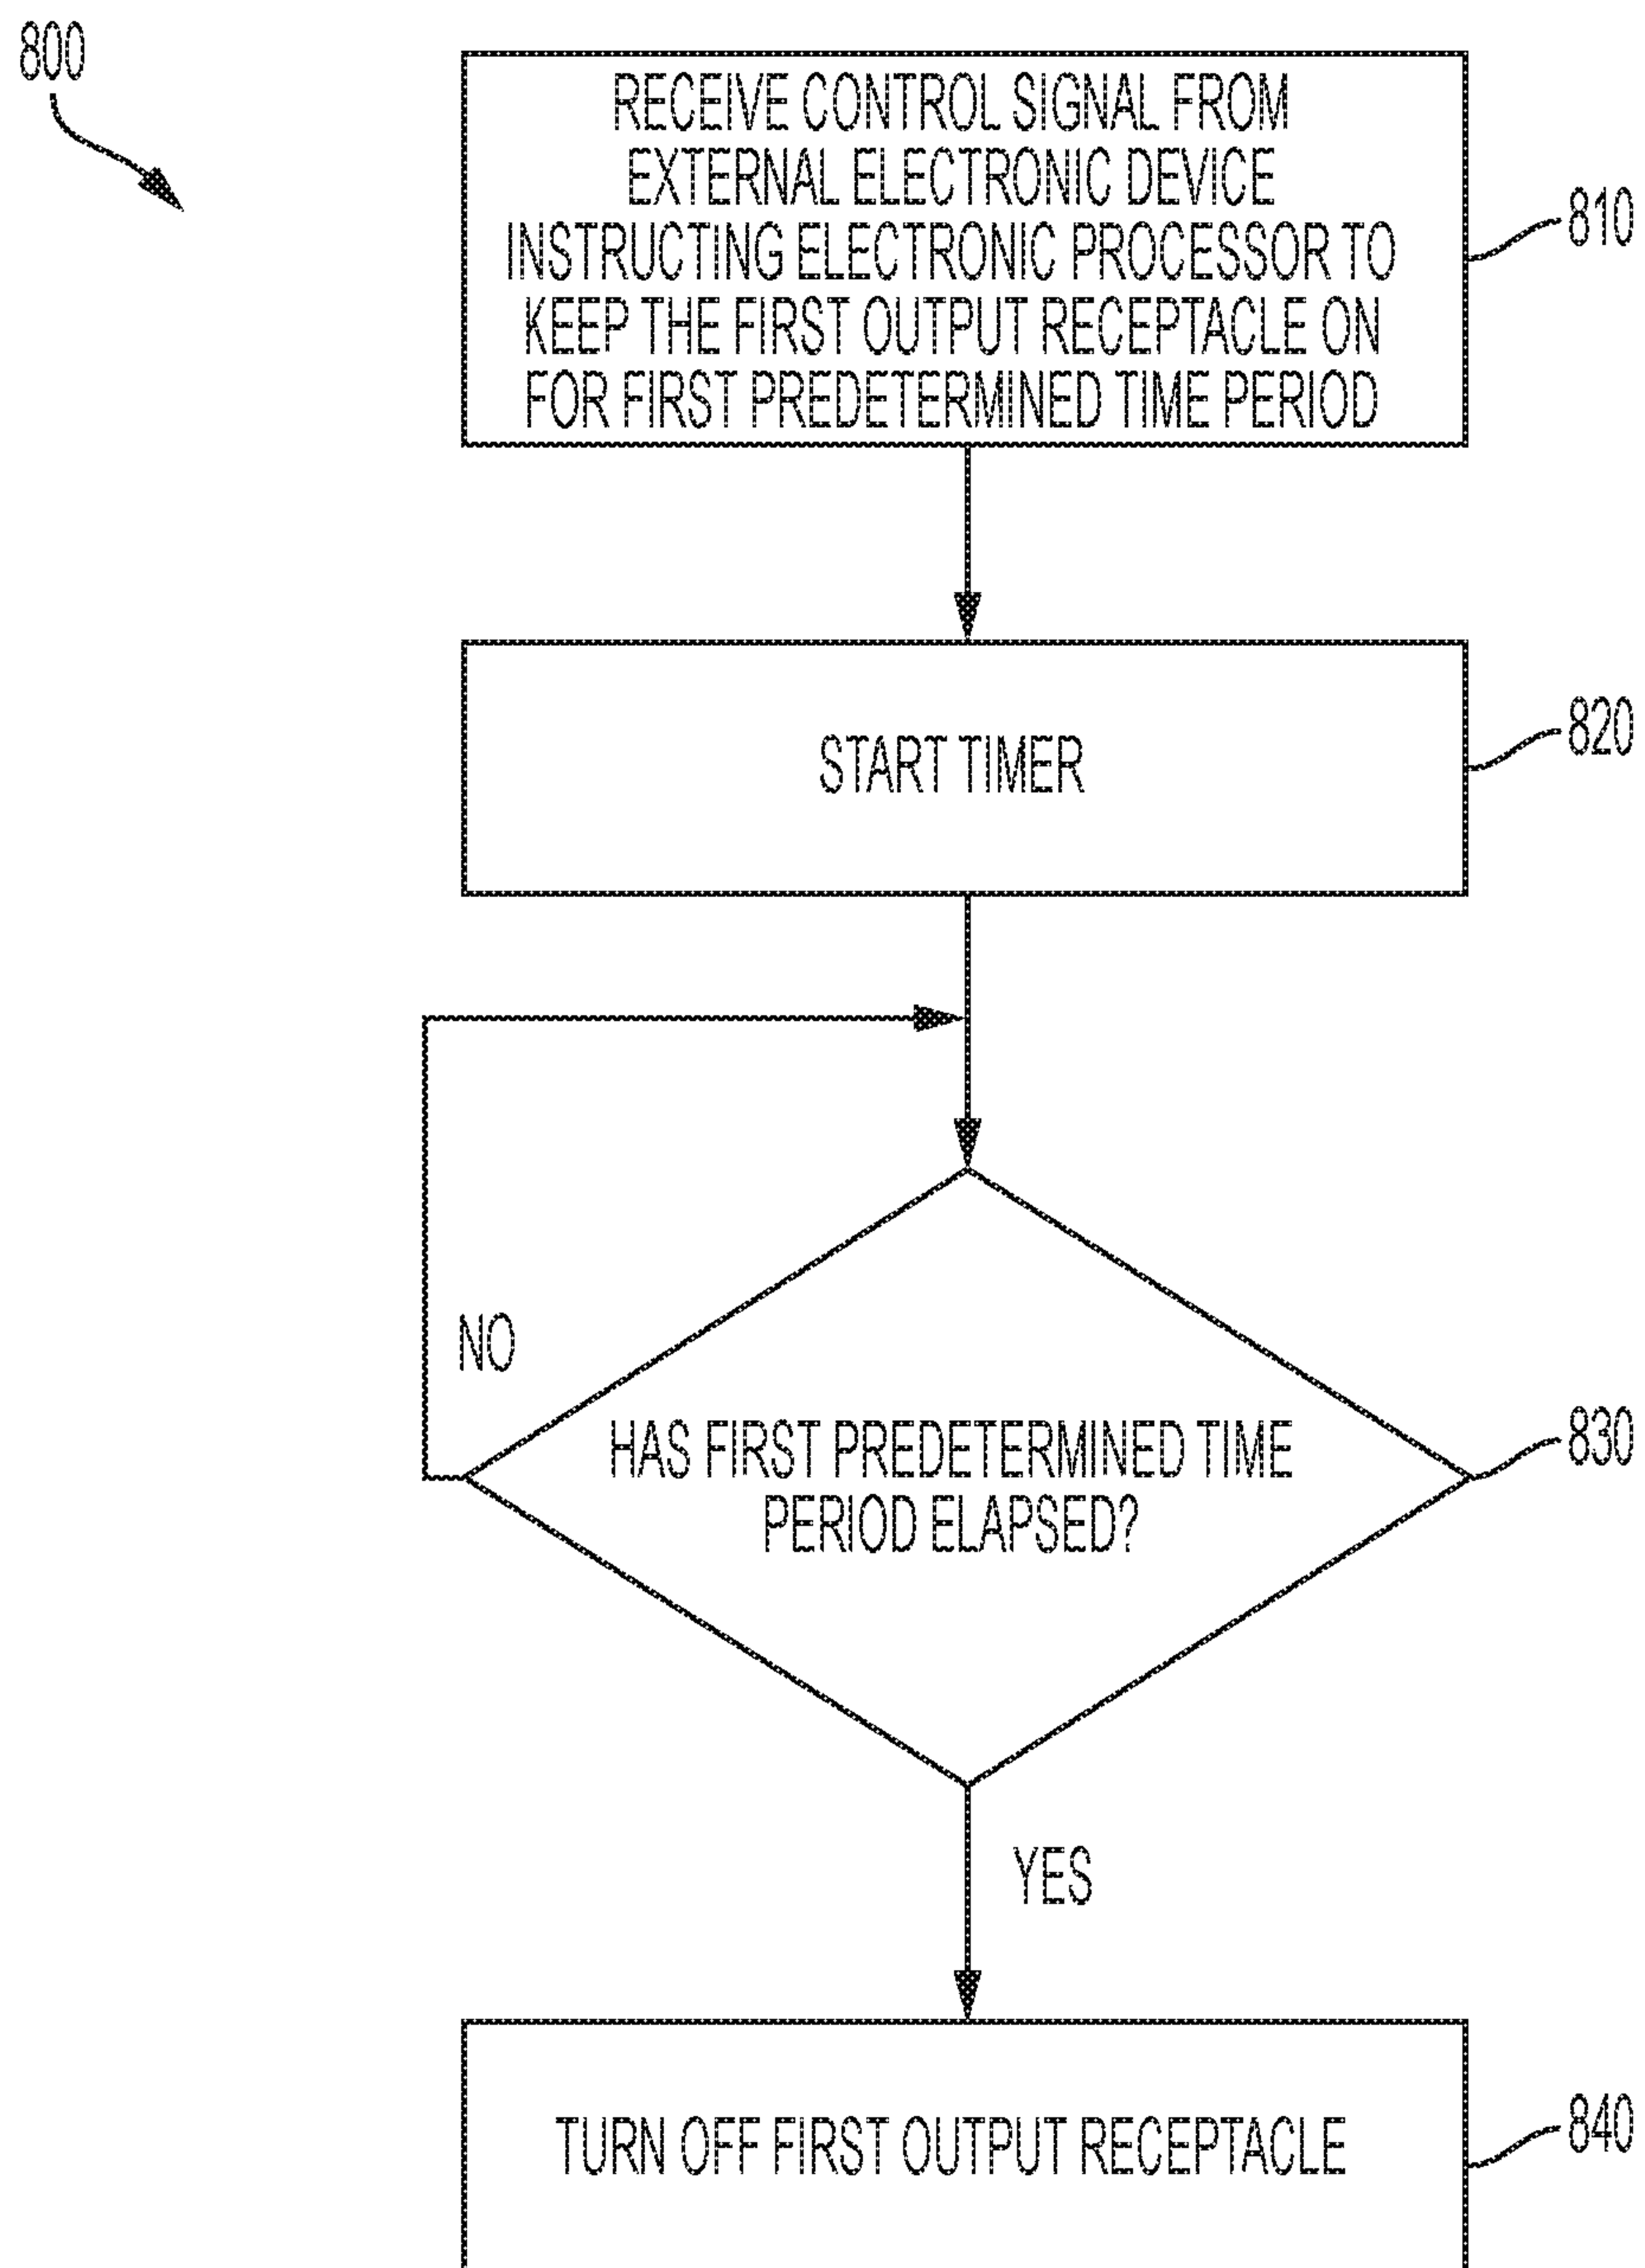 800
RECEIVE CONTROL SIGNAL FROM
EXTERNAL ELECTRONIC DEVICE
INSTRUCTING ELECTRONIC PROCESSOR TO
KEEP THE FIRST OUTPUT RECEPTACLE ON
FOR FIRST PREDETERMINED TIME PERIOD
810
START TIMER
820
NO
HAS FIRST PREDETERMINED TIME
PERIOD ELAPSED?
830
YES
TURN OFF FIRST OUTPUT RECEPTACLE
840